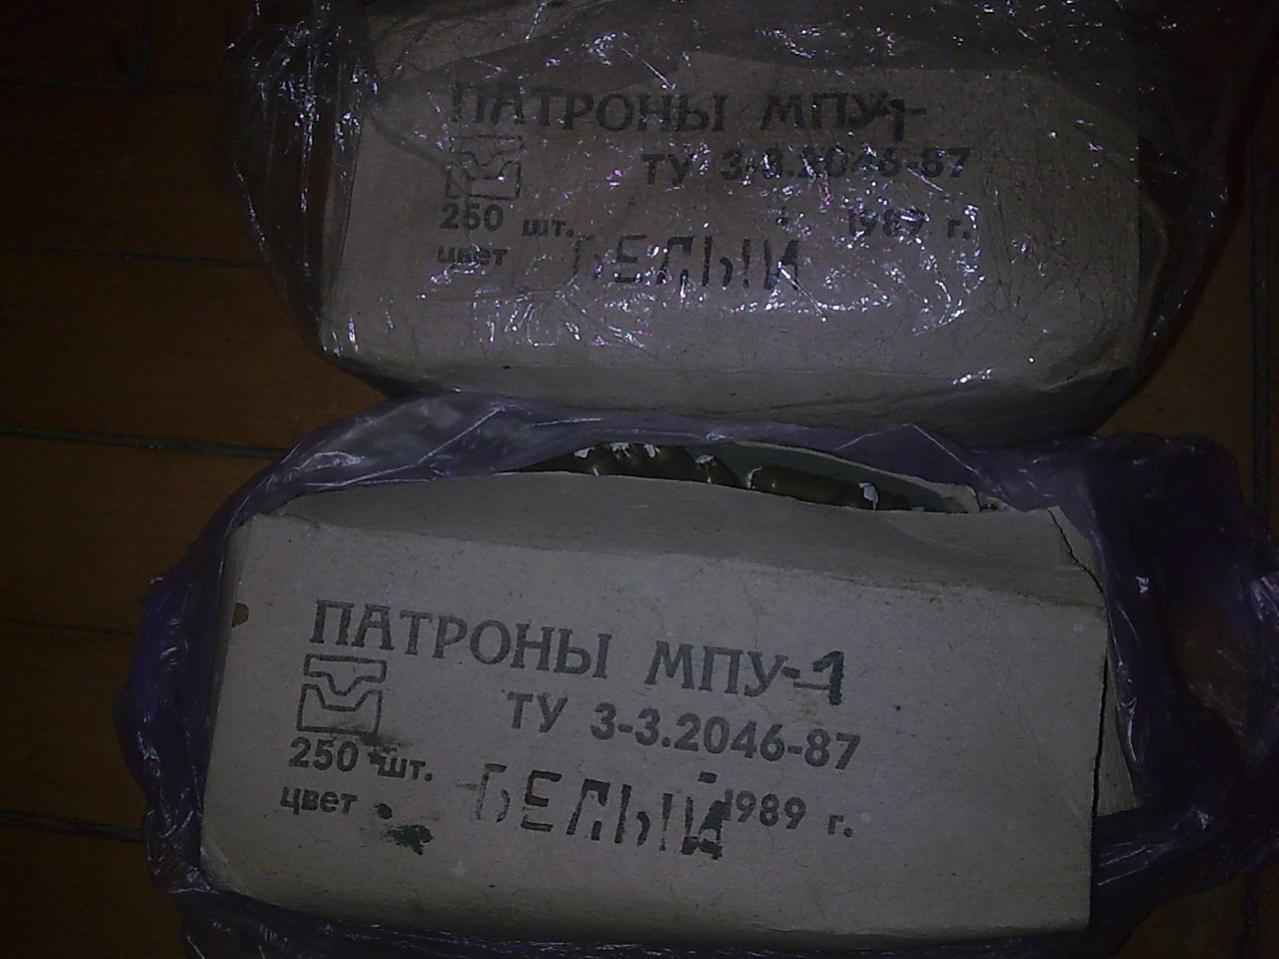 ПАТРОНЫ МПУ-1
ТУ 3-3.2046-87
250 шт. 1989 г.
цвет БЕЛЫЙ
ПАТРОНЫ МПУ-1
ТУ 3-3.2046-87
250 шт.
цвет БЕЛЫЙ 1989 г.